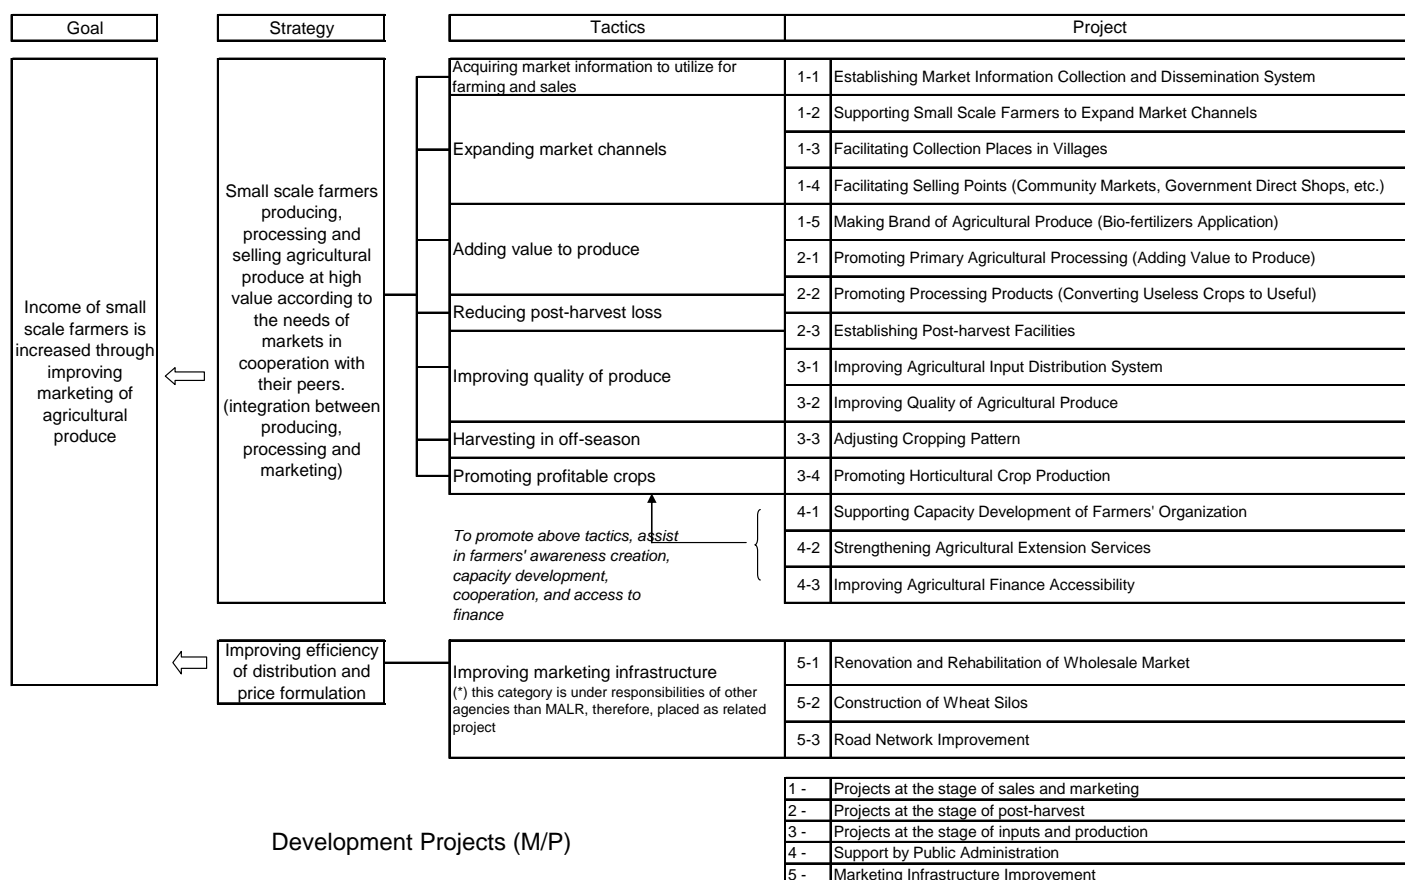 Goal
Strategy
Tactics
Project
Income of small
scale farmers is
increased through
improving
marketing of
agricultural
produce
Small scale farmers
producing,
processing and
selling agricultural
produce at high
value according to
the needs of
markets in
cooperation with
their peers.
(integration between
producing,
processing and
marketing)
Acquiring market information to utilize for
farming and sales
1-1 Establishing Market Information Collection and Dissemination System
Expanding market channels
1-2 Supporting Small Scale Farmers to Expand Market Channels
1-3 Facilitating Collection Places in Villages
1-4 Facilitating Selling Points (Community Markets, Government Direct Shops, etc.)
Adding value to produce
1-5 Making Brand of Agricultural Produce (Bio-fertilizers Application)
2-1 Promoting Primary Agricultural Processing (Adding Value to Produce)
2-2 Promoting Processing Products (Converting Useless Crops to Useful)
Reducing post-harvest loss
2-3 Establishing Post-harvest Facilities
Improving quality of produce
3-1 Improving Agricultural Input Distribution System
3-2 Improving Quality of Agricultural Produce
Harvesting in off-season
3-3 Adjusting Cropping Pattern
Promoting profitable crops
3-4 Promoting Horticultural Crop Production
To promote above tactics, assist
in farmers' awareness creation,
capacity development,
cooperation, and access to
finance
4-1 Supporting Capacity Development of Farmers' Organization
4-2 Strengthening Agricultural Extension Services
4-3 Improving Agricultural Finance Accessibility
Improving efficiency
of distribution and
price formulation
Improving marketing infrastructure
(*) this category is under responsibilities of other
agencies than MALR, therefore, placed as related
project
5-1 Renovation and Rehabilitation of Wholesale Market
5-2 Construction of Wheat Silos
5-3 Road Network Improvement
1 - Projects at the stage of sales and marketing
2 - Projects at the stage of post-harvest
3 - Projects at the stage of inputs and production
4 - Support by Public Administration
5 - Marketing Infrastructure Improvement
Development Projects (M/P)